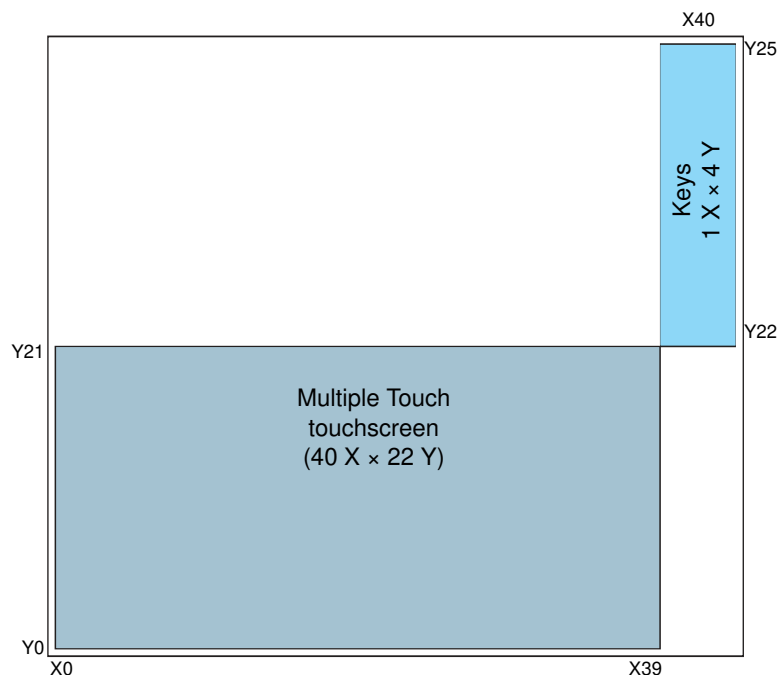 X40
Y25
Keys
1 X × 4 Y
Y22
Y21
Multiple Touch
touchscreen
(40 X × 22 Y)
Y0
X0
X39